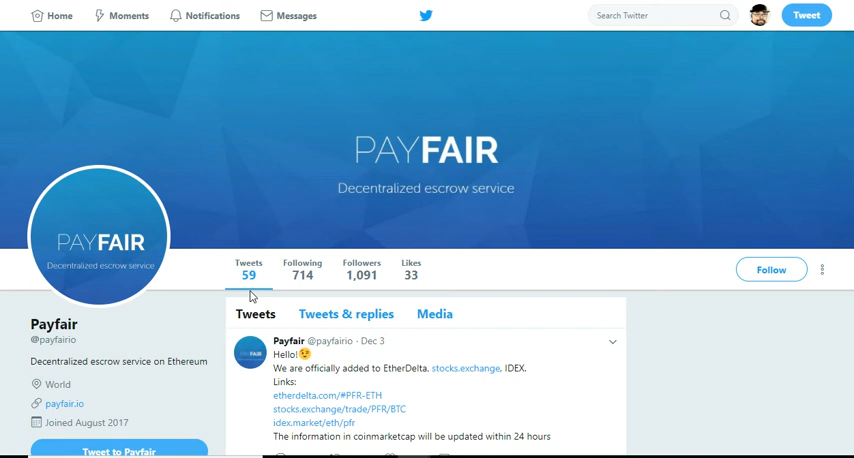 Home Moments Notifications Messages Search Twitter Tweet
PAYFAIR
Decentralized escrow service
PAYFAIR
Decentralized escrow service
Tweets Following Followers Likes
59 714 1,091 33
Follow
Payfair
@payfairio
Decentralized escrow service on Ethereum
World
payfair.io
Joined August 2017
Tweet to Payfair
Tweets Tweets & replies Media
Payfair @payfairio · Dec 3
Hello!😉
We are officially added to EtherDelta, stocks.exchange, IDEX.
Links:
etherdelta.com/#PFR-ETH
stocks.exchange/trade/PFR/BTC
idex.market/eth/pfr
The information in coinmarketcap will be updated within 24 hours